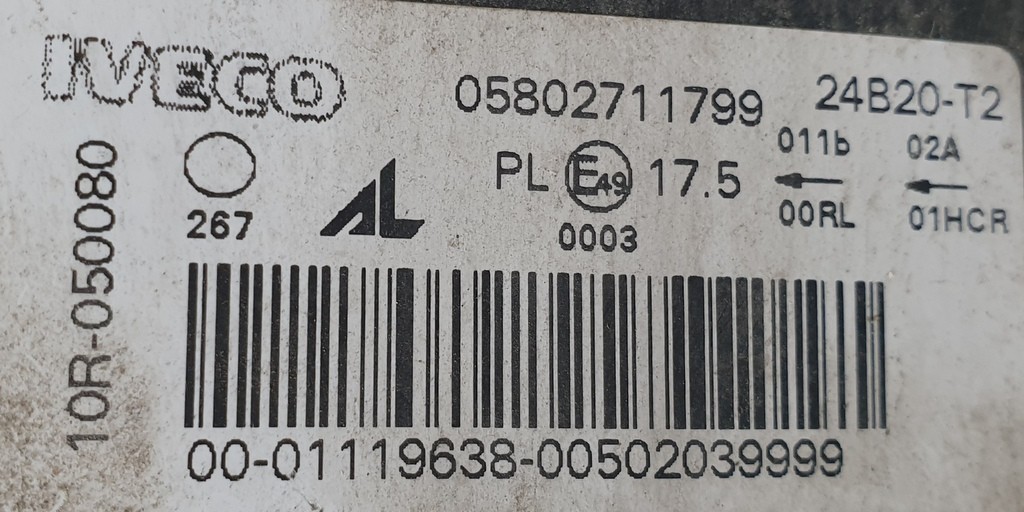 IVECO 05802711799 24B20-T2
011b 02A
PL E49 17.5
267 AL 0003 00RL 01HCR
10R-050080
00-01119638-00502039999